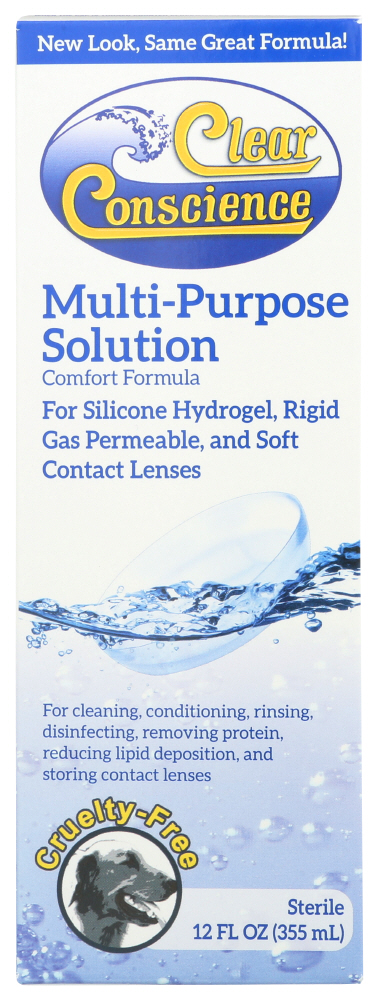 New Look, Same Great Formula!
Clear
Conscience
Multi-Purpose
Solution
Comfort Formula
For Silicone Hydrogel, Rigid
Gas Permeable, and Soft
Contact Lenses
For cleaning, conditioning, rinsing,
disinfecting, removing protein,
reducing lipid deposition, and
storing contact lenses
Cruelty-Free
Sterile
12 FL OZ (355 mL)